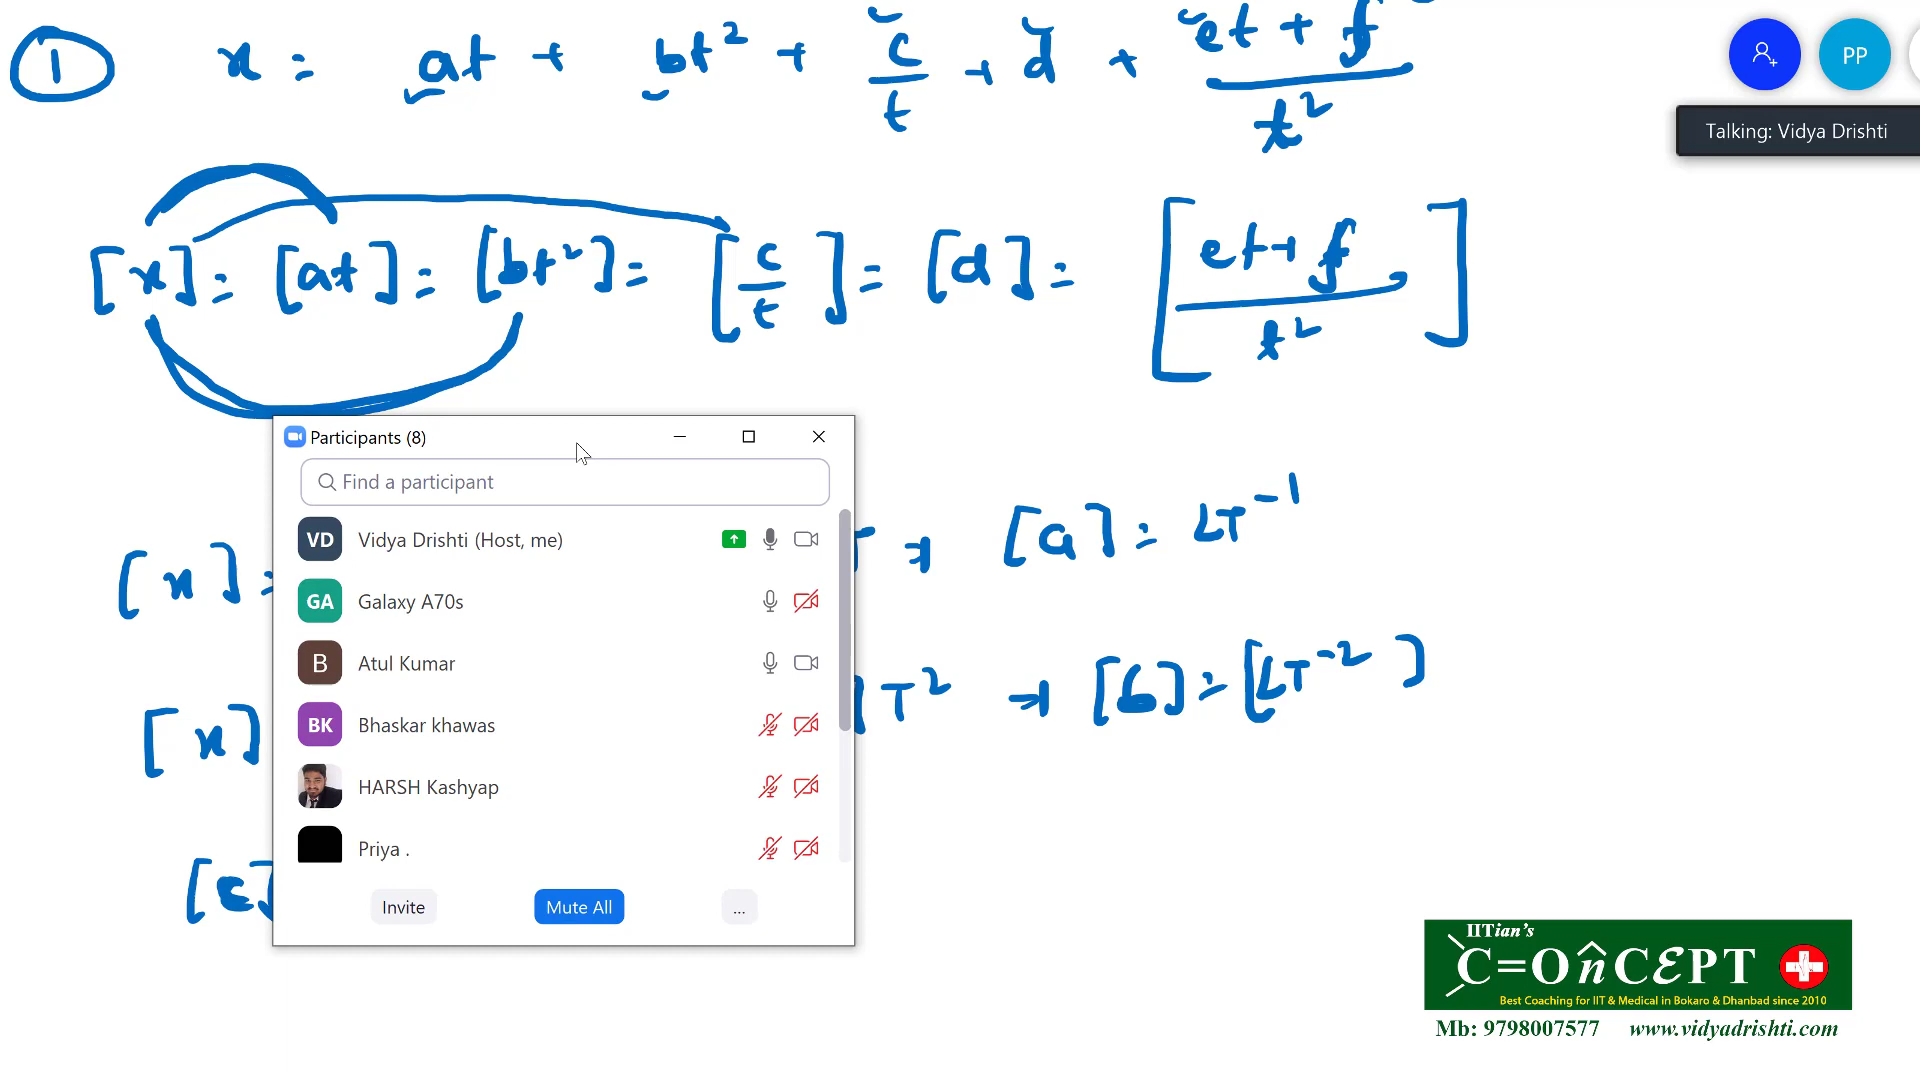 ① x = at + bt² + c/t + d + (et + f)/t²
PP
Talking: Vidya Drishti
[x] = [at] = [bt²] = [c/t] = [d] = [(et+f)/t²]
Participants (8)
Find a participant
VD Vidya Drishti (Host, me)
GA Galaxy A70s
B Atul Kumar
BK Bhaskar khawas
HARSH Kashyap
Priya .
Invite Mute All ...
[x] = → [a] = LT⁻¹
[x] T² → [b] = [LT⁻²]
[c]
IITian's
C=On̂CƐPT
Best Coaching for IIT & Medical in Bokaro & Dhanbad since 2010
Mb: 9798007577 www.vidyadrishti.com